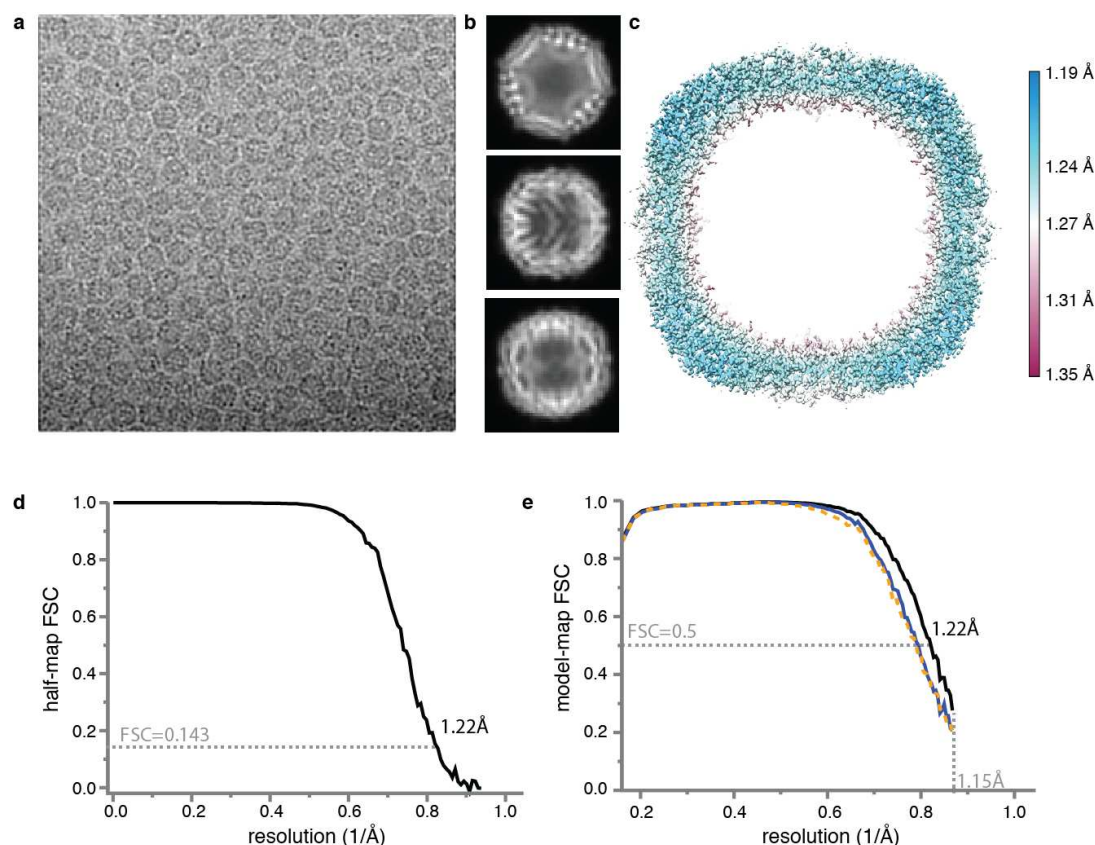 a
b
c
1.19 Å
1.24 Å
1.27 Å
1.31 Å
1.35 Å
d
1.0
0.8
0.6
0.4
0.2
0.0
half-map FSC
FSC=0.143
1.22Å
0.0 0.2 0.4 0.6 0.8 1.0
resolution (1/Å)
e
1.0
0.8
0.6
0.4
0.2
0.0
model-map FSC
FSC=0.5
1.22Å
1.15Å
0.2 0.4 0.6 0.8 1.0
resolution (1/Å)